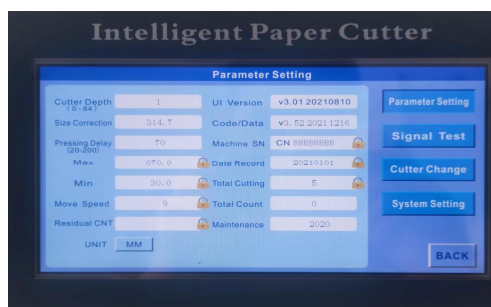 Intelligent Paper Cutter
Parameter Setting
Cutter Depth 1 UI Version v3.01 20210810 Parameter Setting
(0-64)
Size Correction 314.7 Code/Data v3.52 20211216
Pressing Delay 70 Machine SN CN 88888888 Signal Test
(20-200)
Max 670.0 Date Record 20210101 Cutter Change
Min 30.0 Total Cutting 5
Move Speed 9 Total Count 0 System Setting
Residual CNT Maintenance 2020
UNIT MM BACK